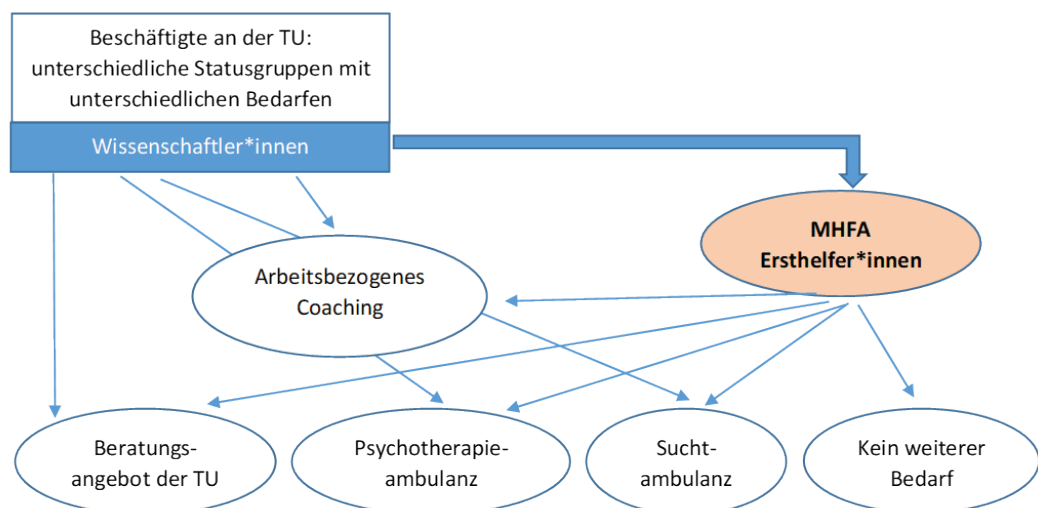 Beschäftigte an der TU:
unterschiedliche Statusgruppen mit
unterschiedlichen Bedarfen
Wissenschaftler*innen
MHFA
Ersthelfer*innen
Arbeitsbezogenes
Coaching
Beratungs-
angebot der TU
Psychotherapie-
ambulanz
Sucht-
ambulanz
Kein weiterer
Bedarf